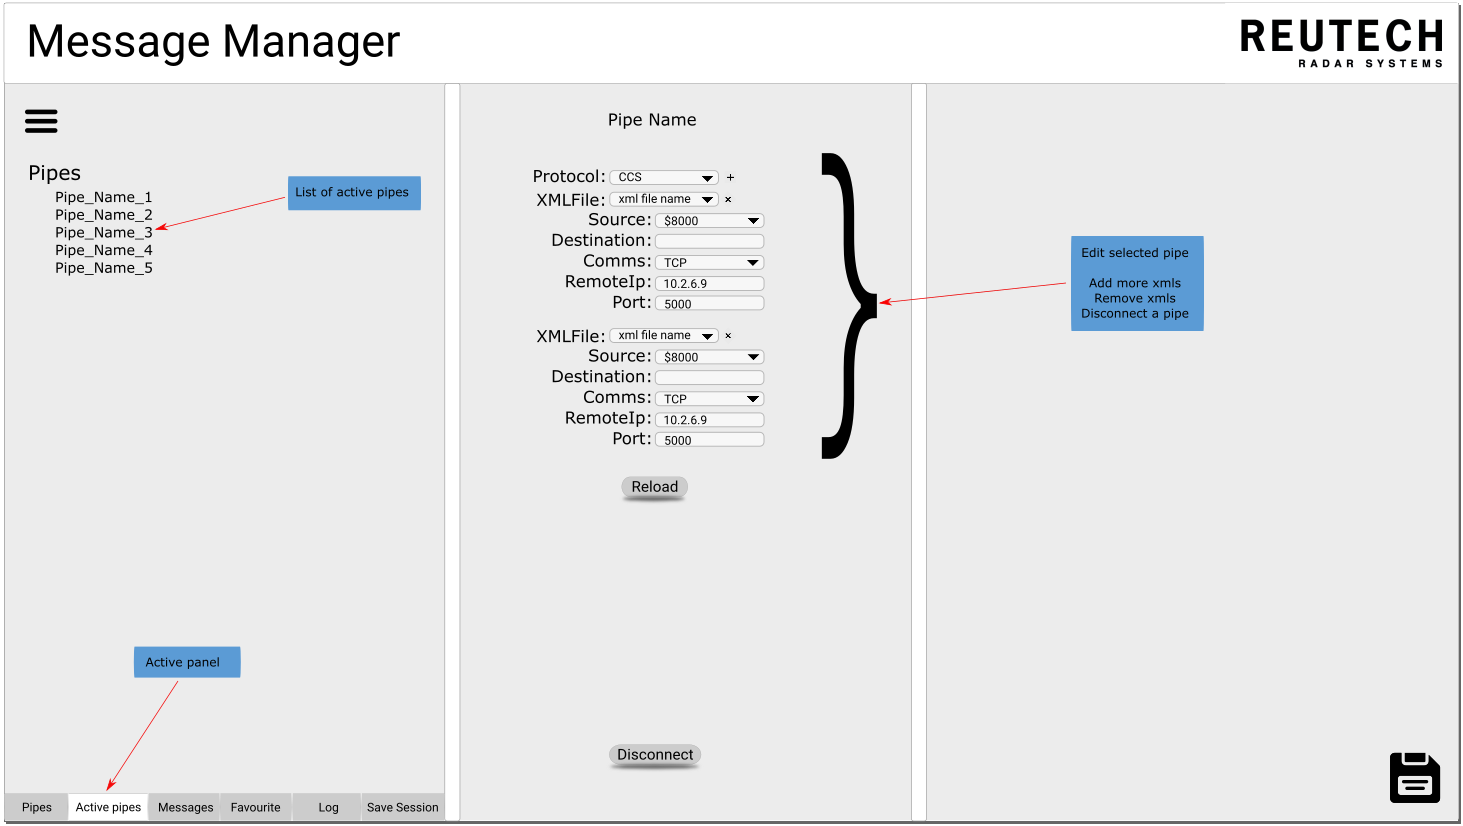 Message Manager
REUTECH
RADAR SYSTEMS
Pipes
Pipe_Name_1
Pipe_Name_2
Pipe_Name_3
Pipe_Name_4
Pipe_Name_5
List of active pipes
Active panel
Pipes
Active pipes
Messages
Favourite
Log
Save Session
Pipe Name
Protocol: CCS +
XMLFile: xml file name ×
Source: $8000
Destination:
Comms: TCP
RemoteIp: 10.2.6.9
Port: 5000
XMLFile: xml file name ×
Source: $8000
Destination:
Comms: TCP
RemoteIp: 10.2.6.9
Port: 5000
}
Reload
Disconnect
Edit selected pipe
Add more xmls
Remove xmls
Disconnect a pipe